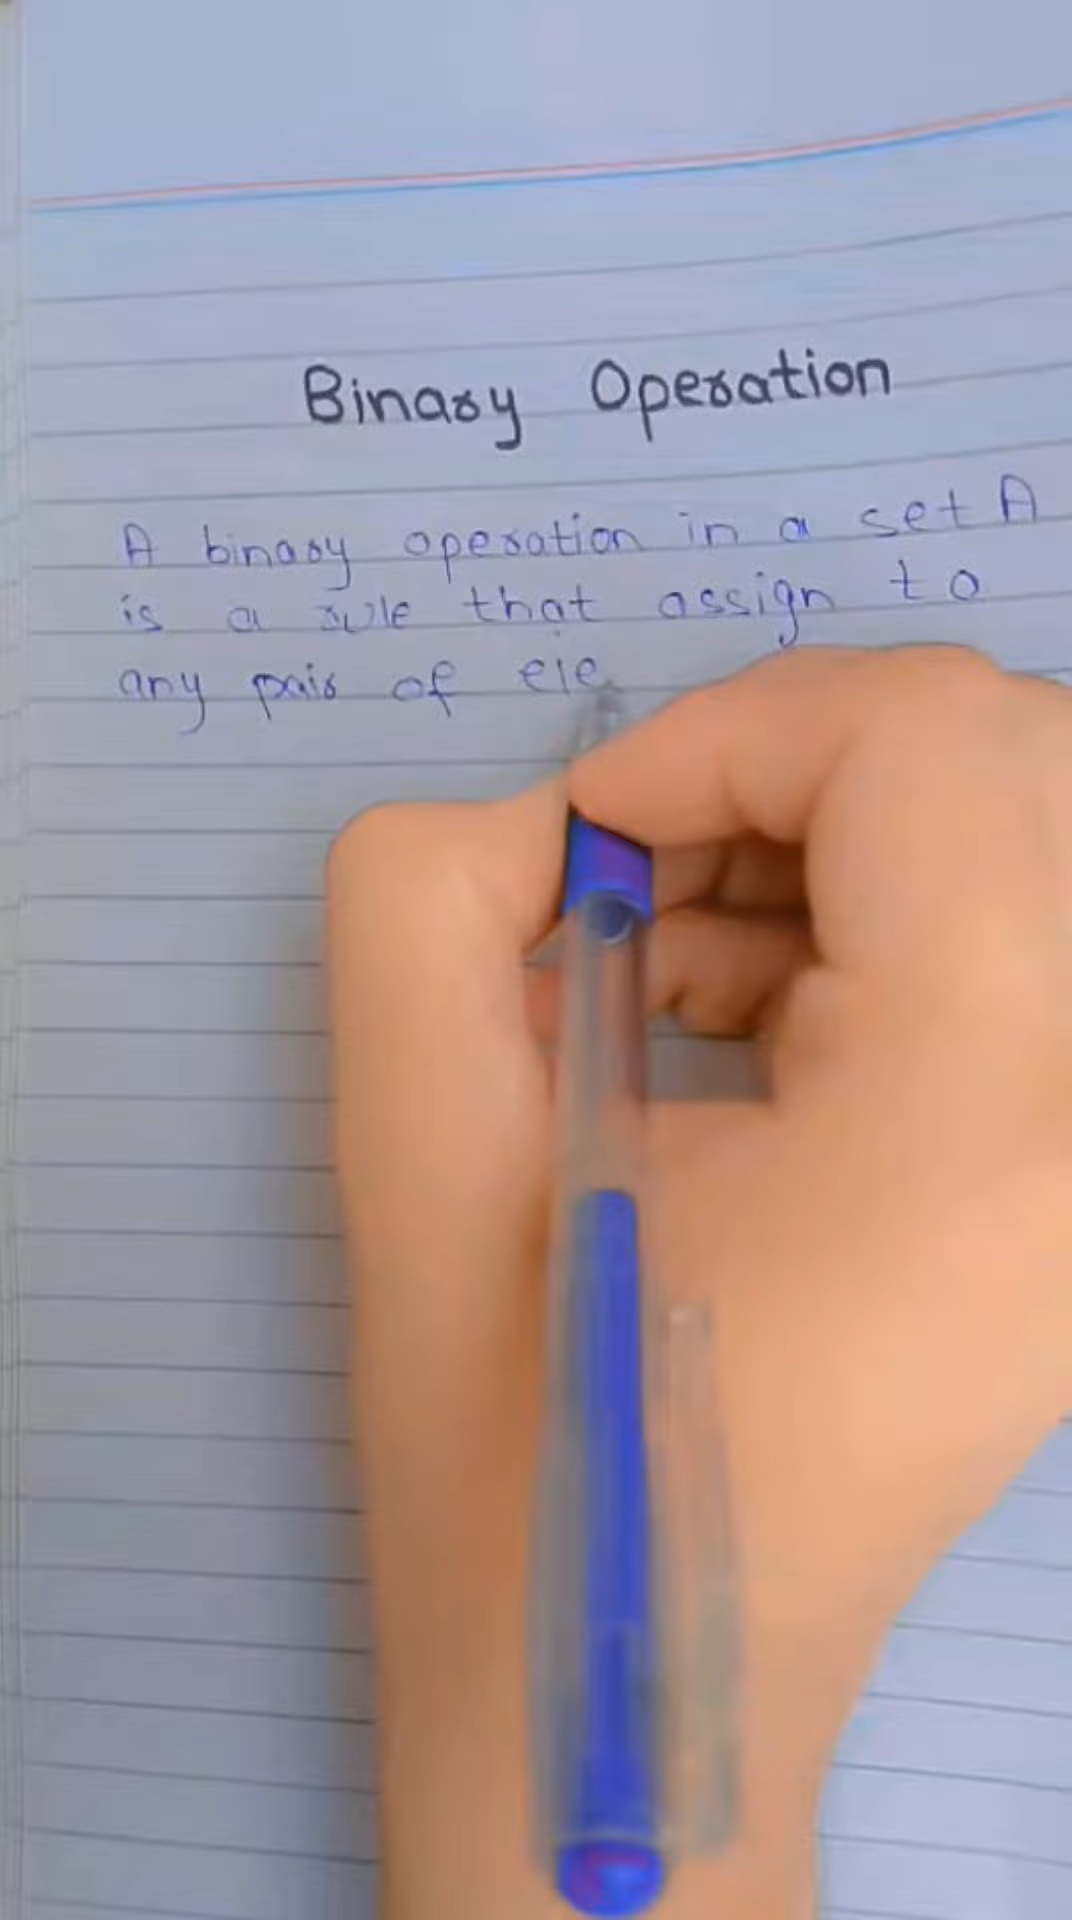 Binary Operation
A binary operation in a set A
is a rule that assign to
any pair of ele